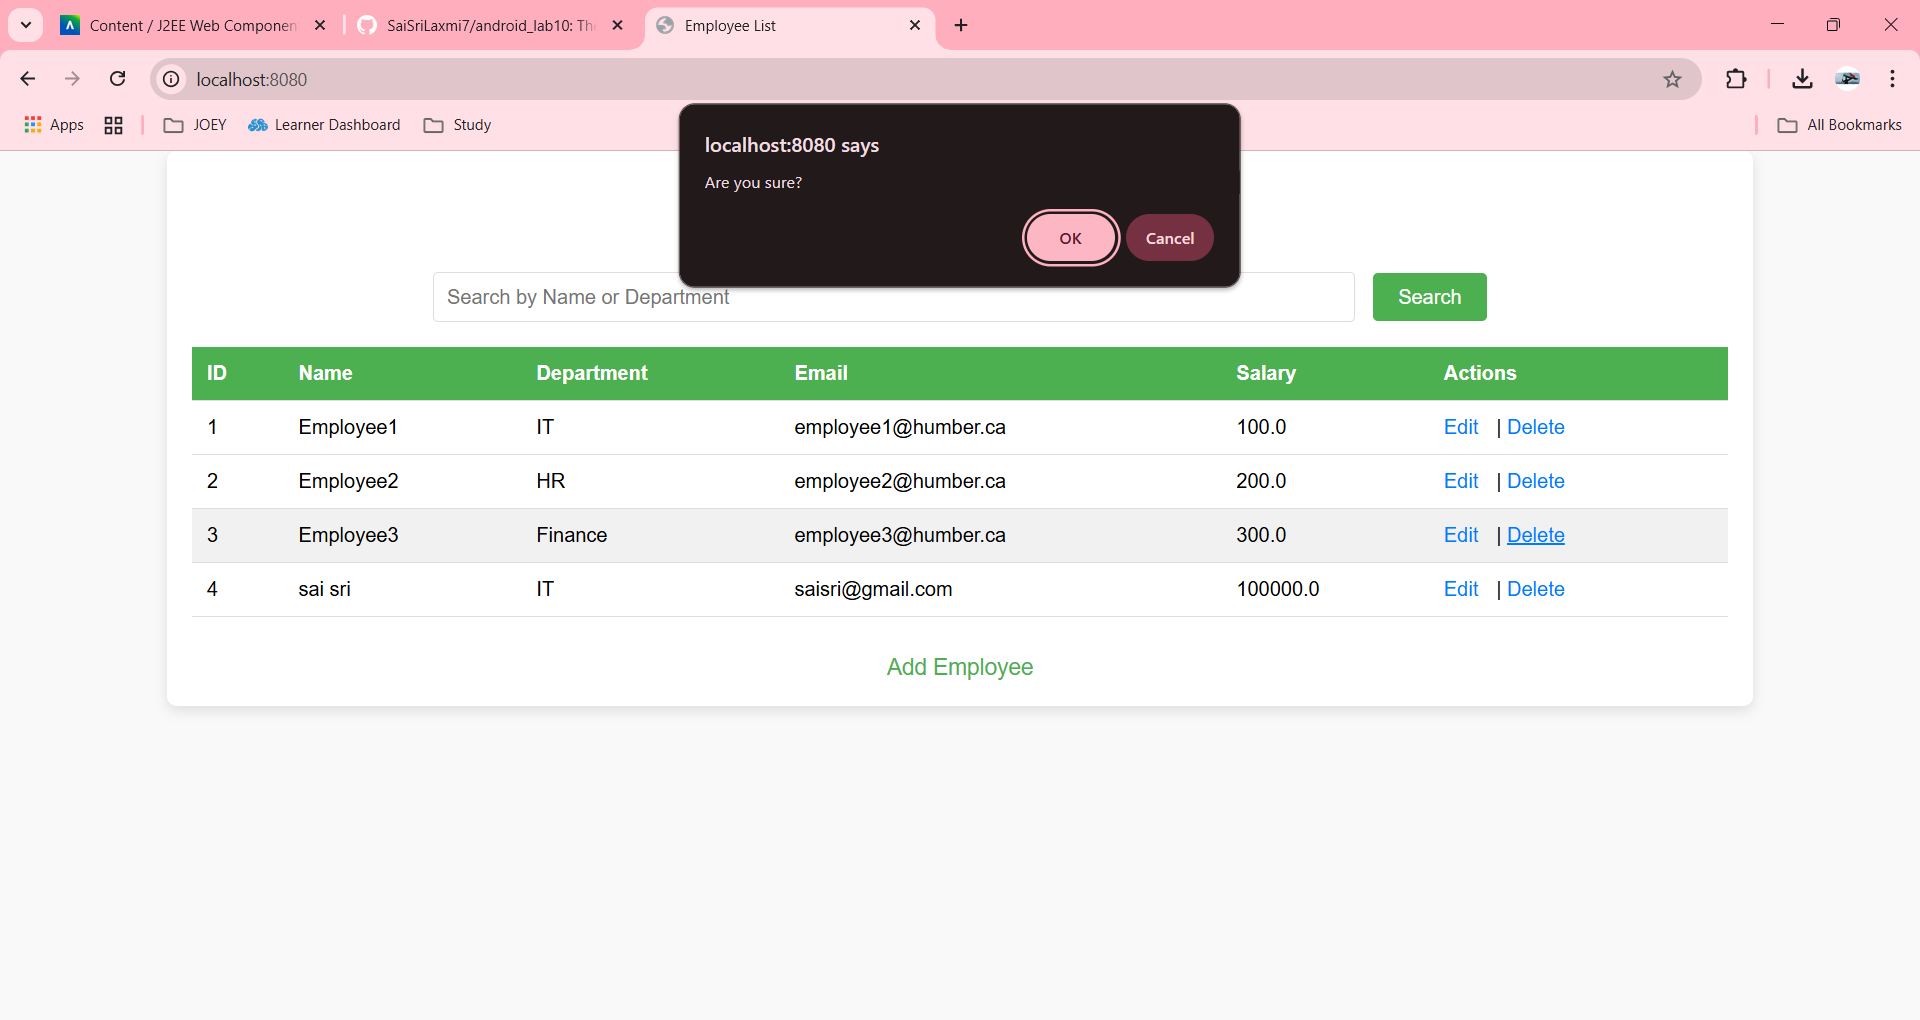 Content / J2EE Web Componen
SaiSriLaxmi7/android_lab10: Th
Employee List
localhost:8080
Apps
JOEY
Learner Dashboard
Study
All Bookmarks
localhost:8080 says
Are you sure?
OK Cancel
Search by Name or Department Search
ID Name Department Email Salary Actions
1 Employee1 IT employee1@humber.ca 100.0 Edit | Delete
2 Employee2 HR employee2@humber.ca 200.0 Edit | Delete
3 Employee3 Finance employee3@humber.ca 300.0 Edit | Delete
4 sai sri IT saisri@gmail.com 100000.0 Edit | Delete
Add Employee